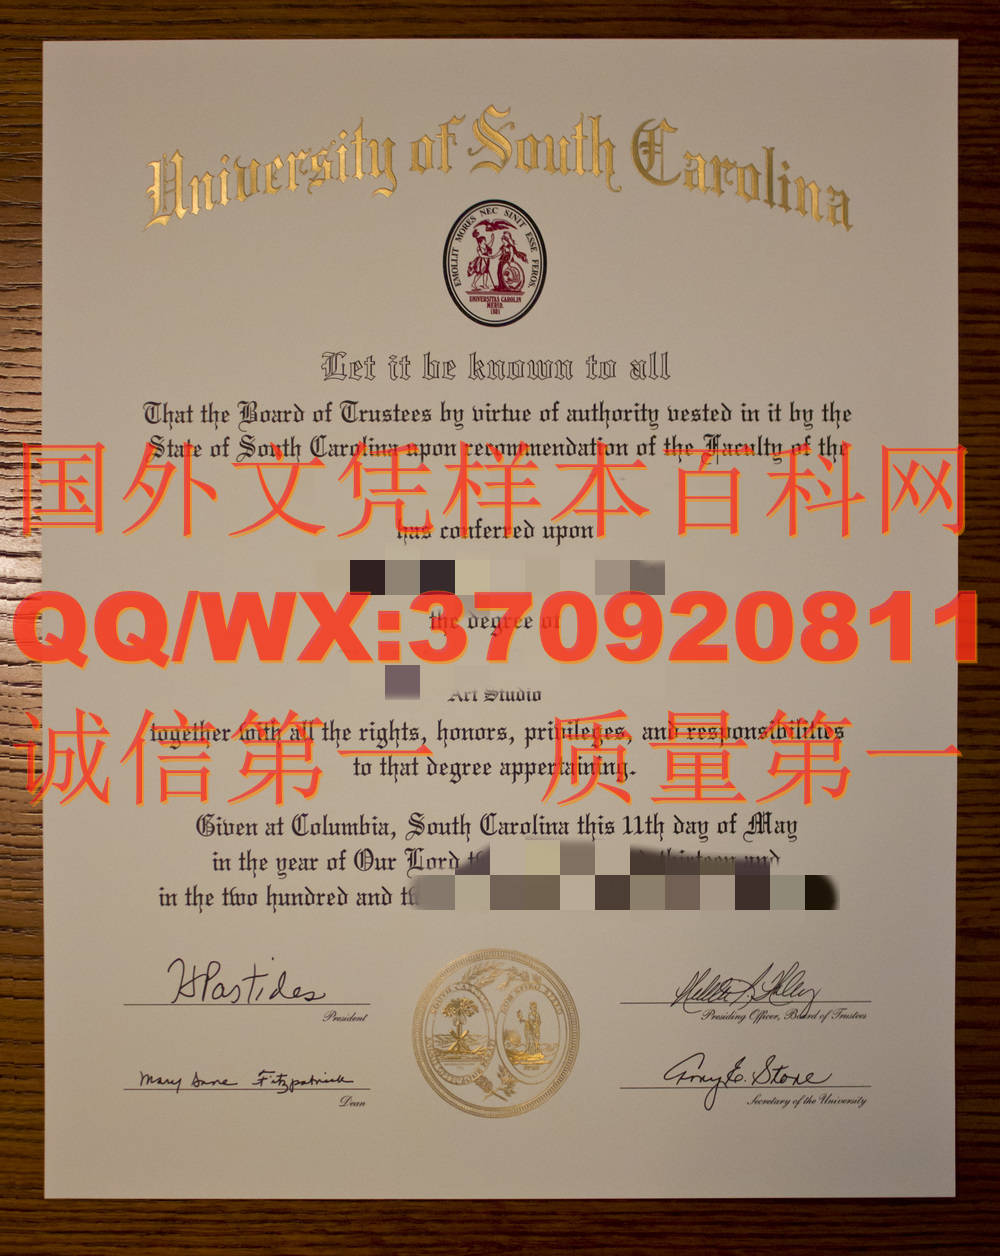 University of South Carolina
EMOLLIT MORES NEC SINIT ESSE FEROS
UNIVERSITAS CAROLIN
MERID.
1801
Let it be known to all
That the Board of Trustees by virtue of authority vested in it by the
State of South Carolina upon recommendation of the Faculty of the
国外文凭样本百科网
has conferred upon
QQ/WX:370920811
the degree of
Art Studio
诚信第一 质量第一
together with all the rights, honors, privileges, and responsibilities
to that degree appertaining.
Given at Columbia, South Carolina this 11th day of May
in the year of Our Lord thirteen and
in the two hundred and
H Pastides
President
Presiding Officer, Board of Trustees
Mary Anne Fitzpatrick
Dean
Secretary of the University